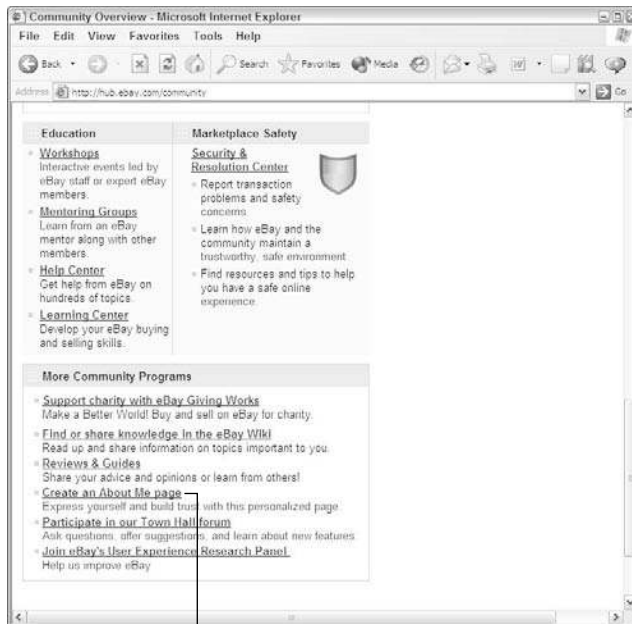 Community Overview - Microsoft Internet Explorer
File Edit View Favorites Tools Help
Back Search Favorites Media
Address http://hub.ebay.com/community Go
Education
Workshops
Interactive events led by
eBay staff or expert eBay
members.
Mentoring Groups
Learn from an eBay
mentor along with other
members.
Help Center
Get help from eBay on
hundreds of topics.
Learning Center
Develop your eBay buying
and selling skills.
Marketplace Safety
Security &
Resolution Center
Report transaction
problems and safety
concerns
Learn how eBay and the
community maintain a
trustworthy, safe environment
Find resources and tips to help
you have a safe online
experience.
More Community Programs
Support charity with eBay Giving Works
Make a Better World! Buy and sell on eBay for charity.
Find or share knowledge in the eBay Wiki
Read up and share information on topics important to you.
Reviews & Guides
Share your advice and opinions or learn from others!
Create an About Me page
Express yourself and build trust with this personalized page
Participate in our Town Hall forum
Ask questions, offer suggestions, and learn about new features
Join eBay's User Experience Research Panel
Help us improve eBay